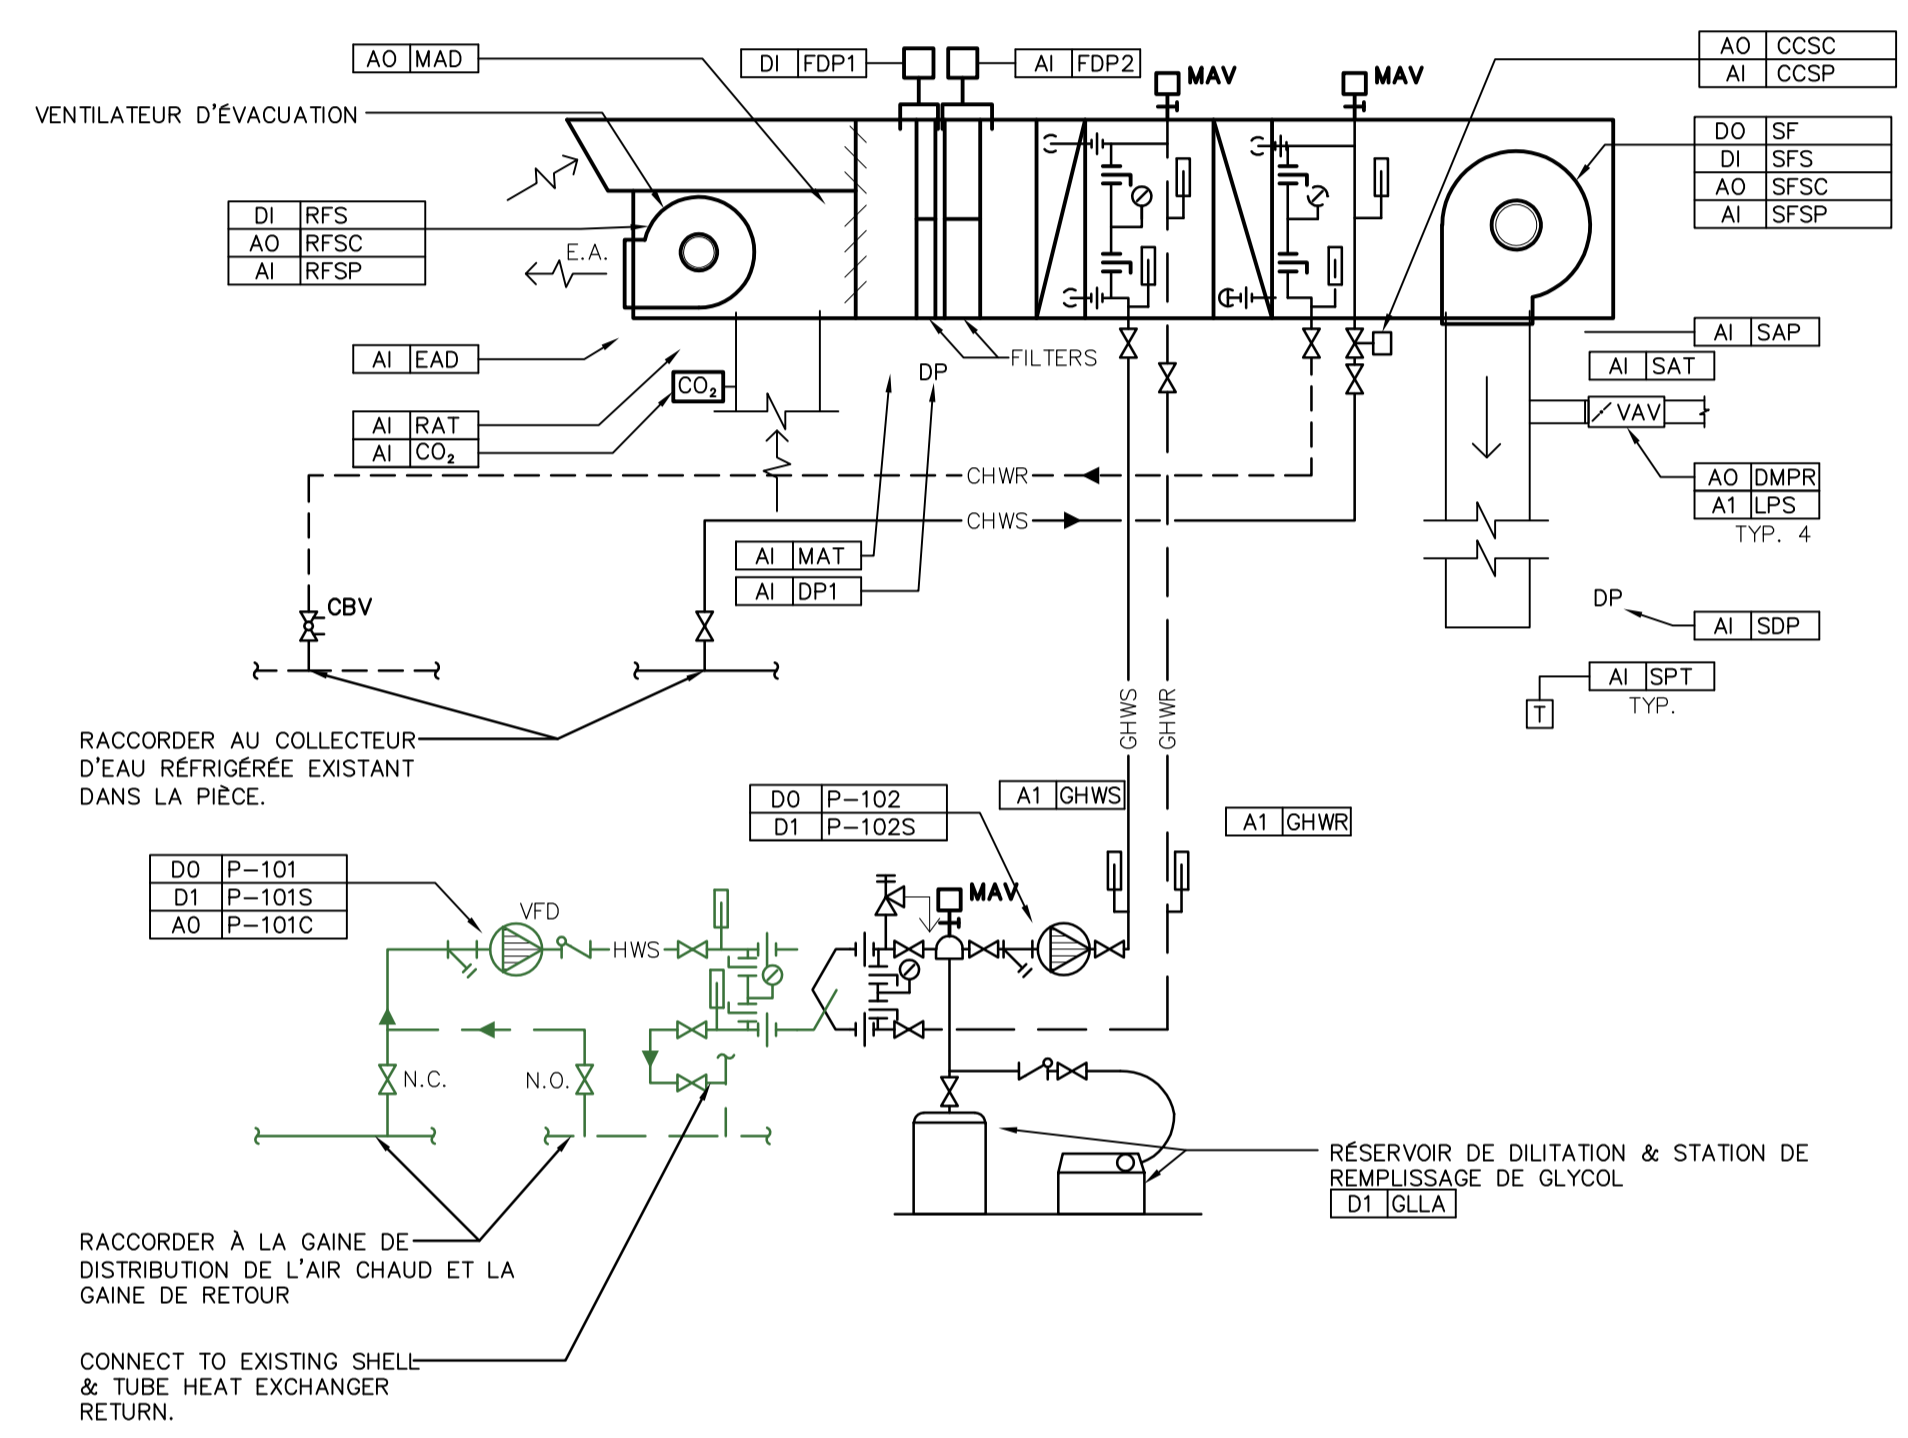 AO MAD
DI FDP1
AI FDP2
MAV
MAV
AO CCSC
AI CCSP
VENTILATEUR D'ÉVACUATION
DO SF
DI SFS
AO SFSC
AI SFSP
DI RFS
AO RFSC
AI RFSP
E.A.
AI EAD
CO₂
DP
FILTERS
AI SAP
AI SAT
VAV
AI RAT
AI CO₂
CHWR
AO DMPR
A1 LPS
TYP. 4
CHWS
AI MAT
AI DP1
CBV
DP
AI SDP
AI SPT
TYP.
T
GHWS
GHWR
RACCORDER AU COLLECTEUR
D'EAU RÉFRIGÉRÉE EXISTANT
DANS LA PIÈCE.
D0 P-102
D1 P-102S
A1 GHWS
A1 GHWR
D0 P-101
D1 P-101S
A0 P-101C
VFD
HWS
MAV
N.C.
N.O.
RÉSERVOIR DE DILITATION & STATION DE
REMPLISSAGE DE GLYCOL
D1 GLLA
RACCORDER À LA GAINE DE
DISTRIBUTION DE L'AIR CHAUD ET LA
GAINE DE RETOUR
CONNECT TO EXISTING SHELL
& TUBE HEAT EXCHANGER
RETURN.